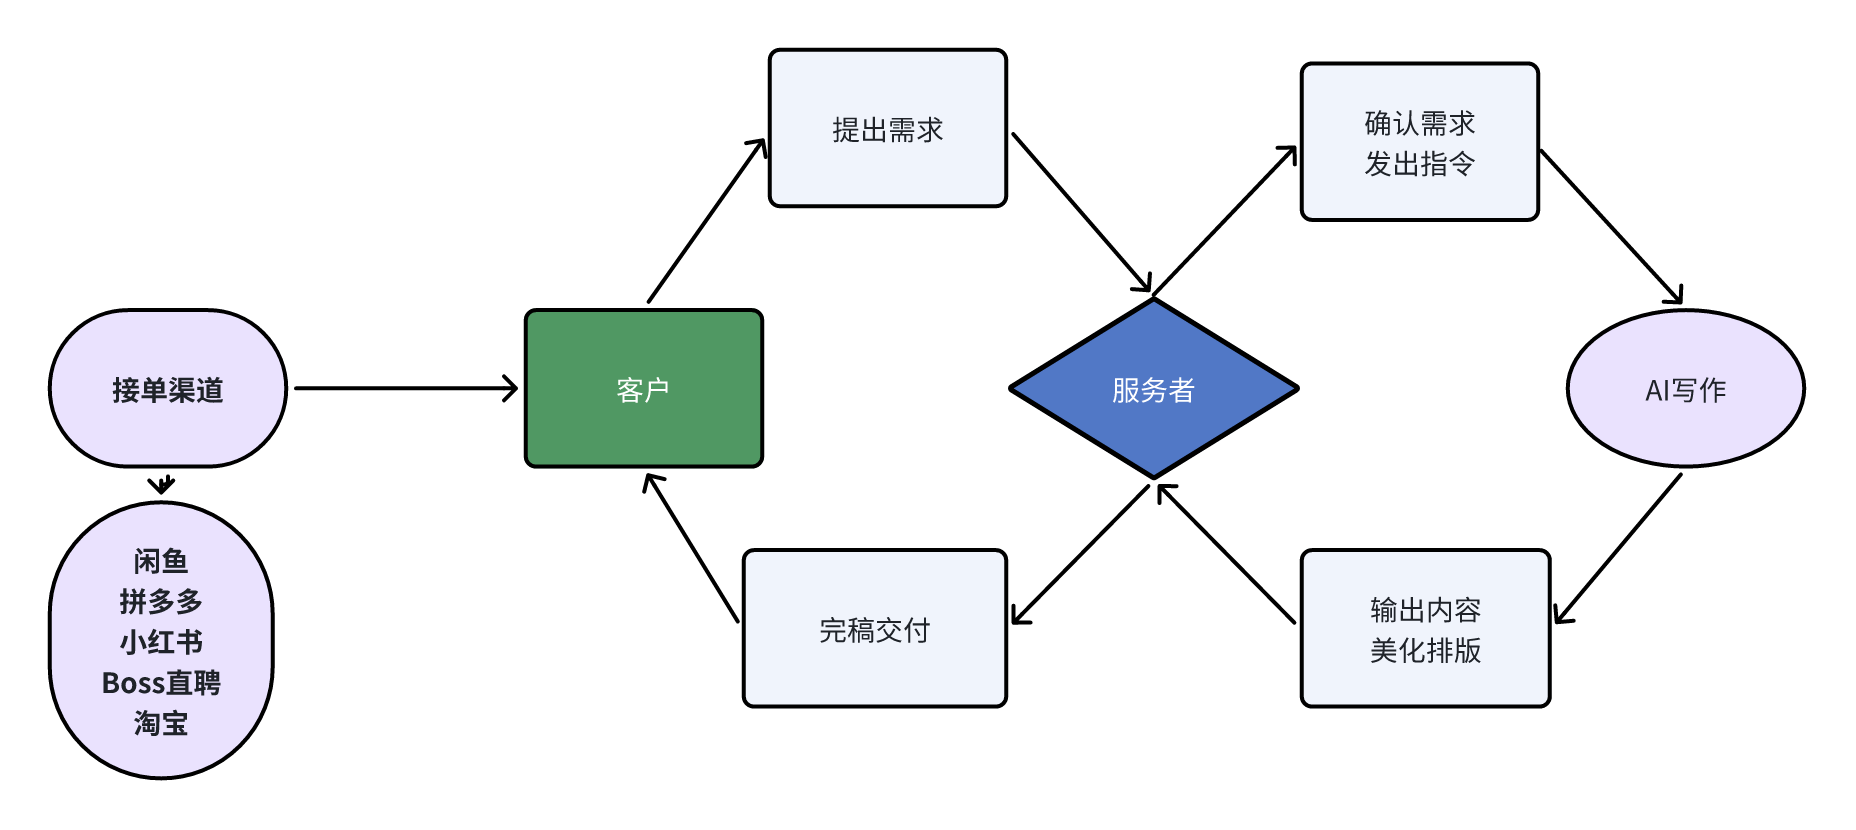 提出需求
确认需求
发出指令
接单渠道
客户
服务者
AI写作
闲鱼
拼多多
小红书
Boss直聘
淘宝
完稿交付
输出内容
美化排版